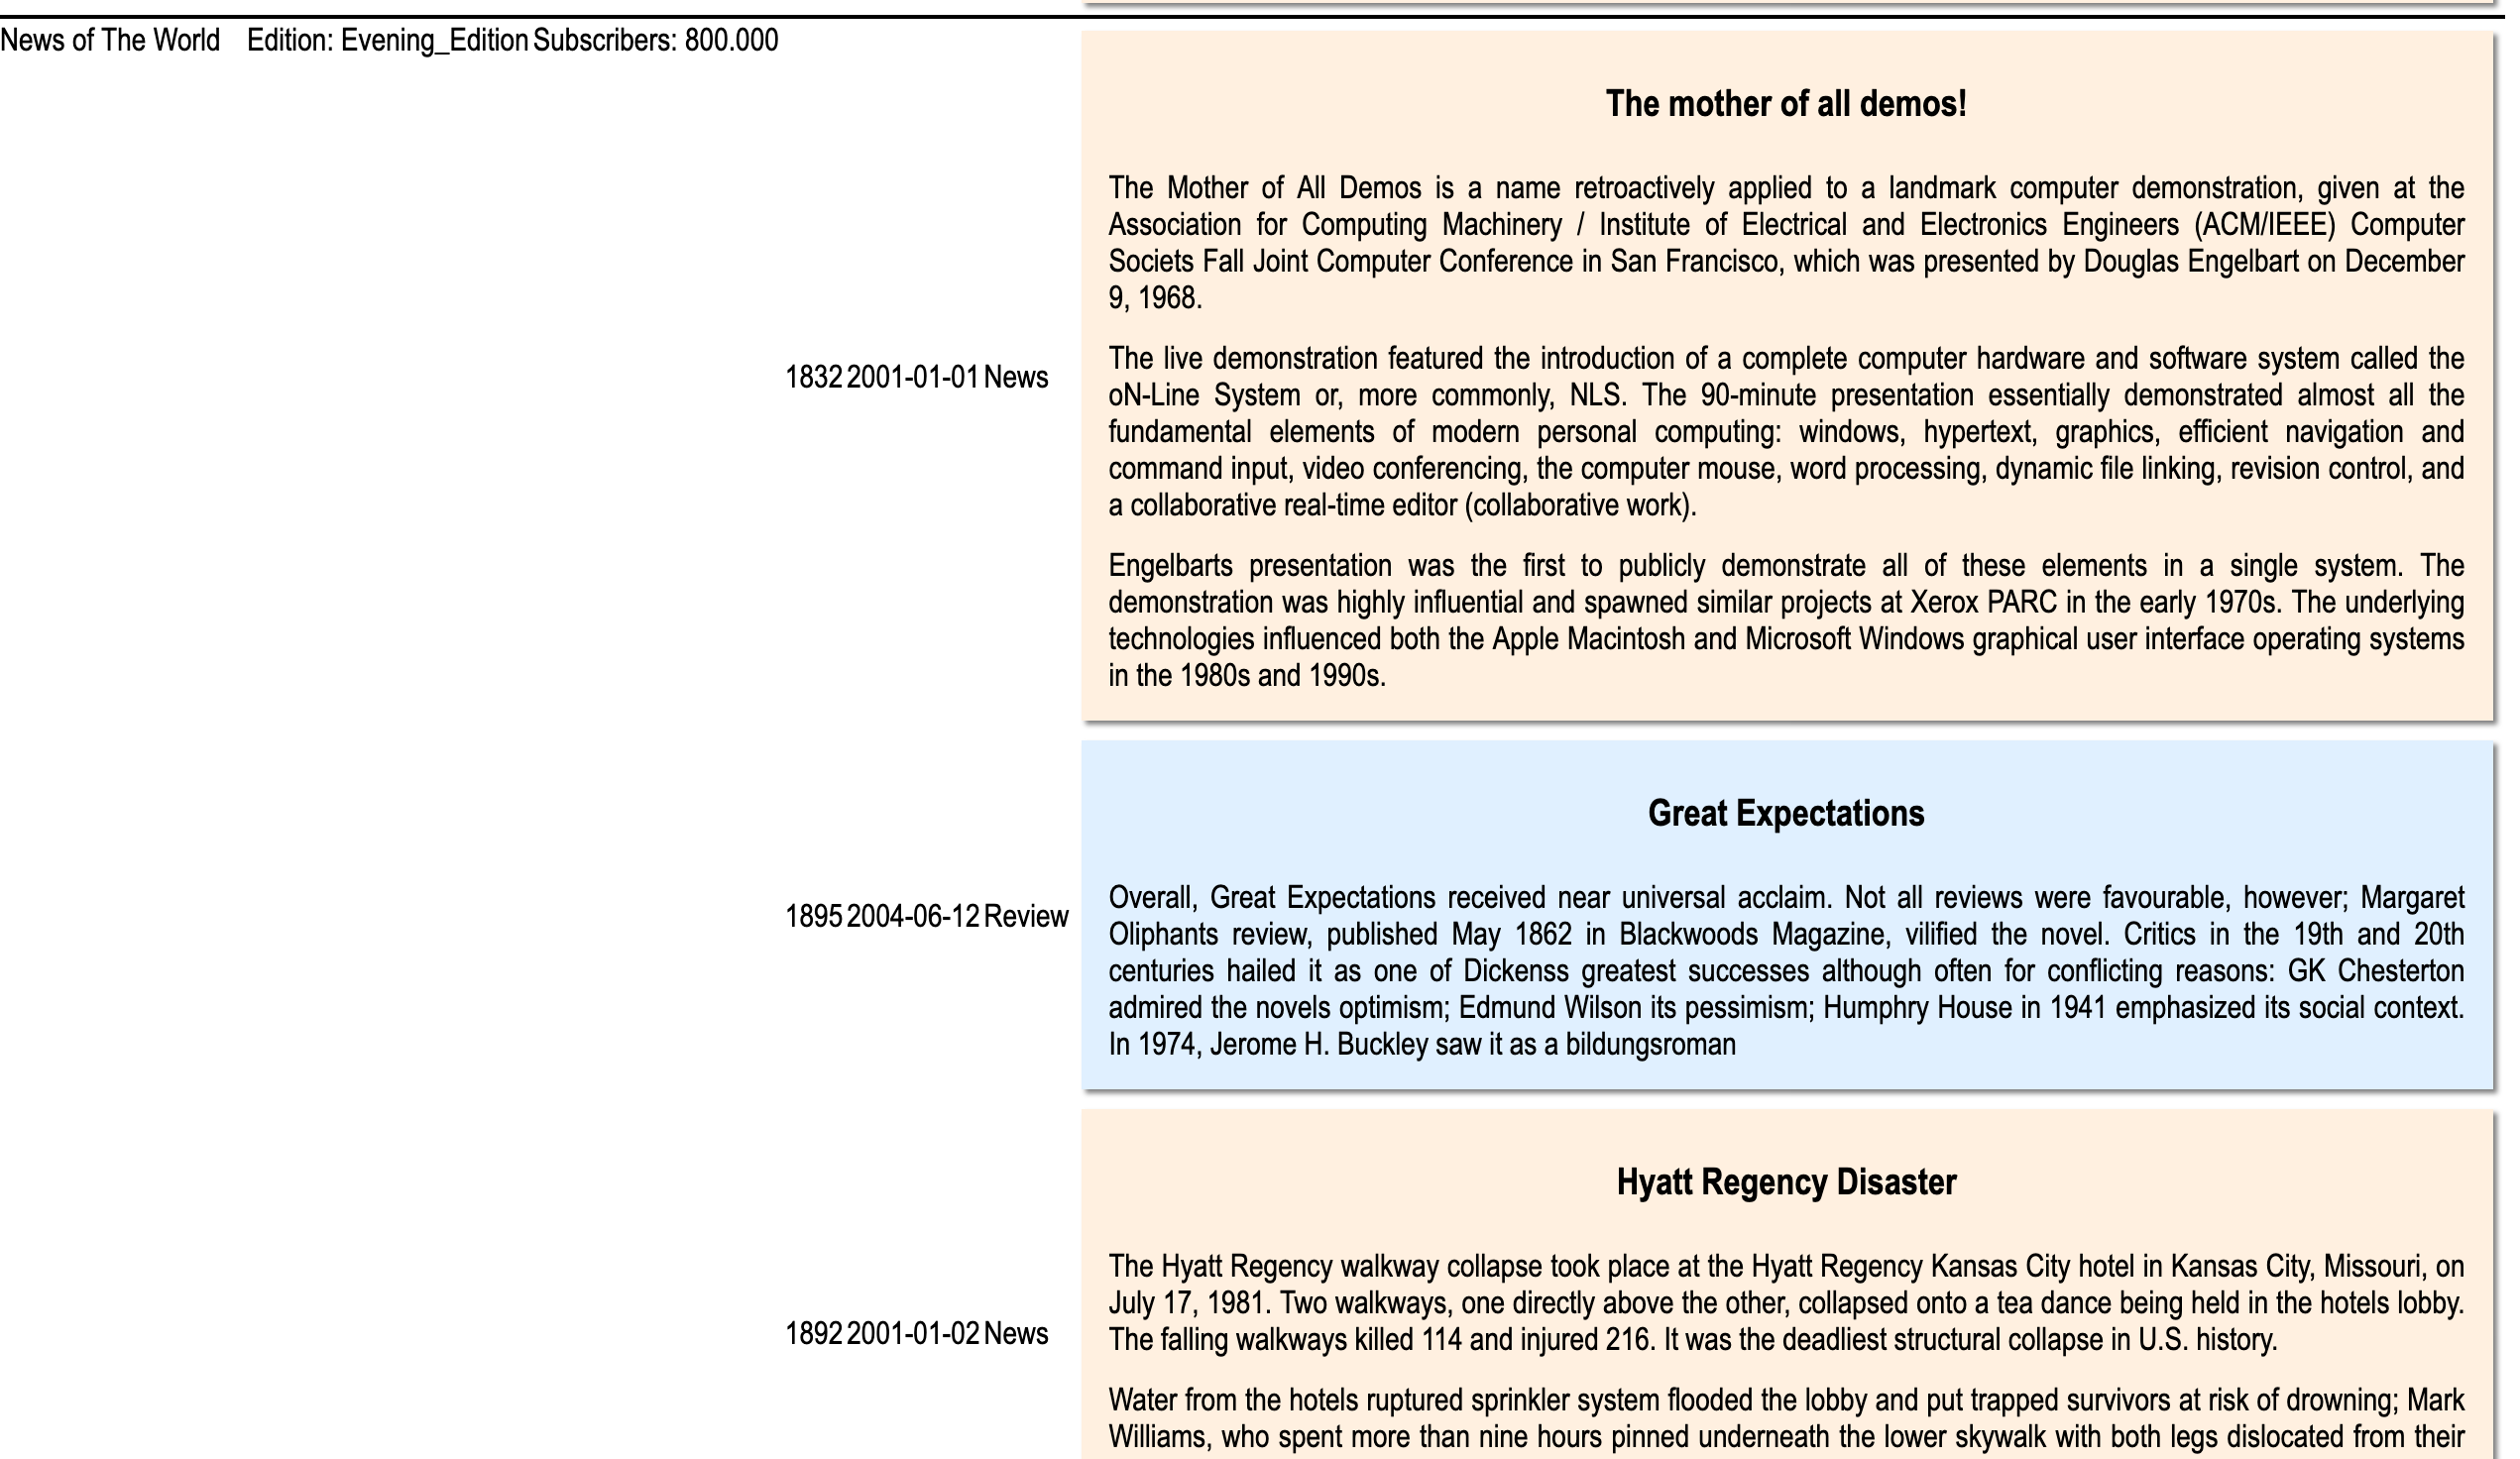 News of The World Edition: Evening_Edition Subscribers: 800.000
The mother of all demos!
The Mother of All Demos is a name retroactively applied to a landmark computer demonstration, given at the
Association for Computing Machinery / Institute of Electrical and Electronics Engineers (ACM/IEEE) Computer
Societs Fall Joint Computer Conference in San Francisco, which was presented by Douglas Engelbart on December
9, 1968.
1832 2001-01-01 News
The live demonstration featured the introduction of a complete computer hardware and software system called the
oN-Line System or, more commonly, NLS. The 90-minute presentation essentially demonstrated almost all the
fundamental elements of modern personal computing: windows, hypertext, graphics, efficient navigation and
command input, video conferencing, the computer mouse, word processing, dynamic file linking, revision control, and
a collaborative real-time editor (collaborative work).
Engelbarts presentation was the first to publicly demonstrate all of these elements in a single system. The
demonstration was highly influential and spawned similar projects at Xerox PARC in the early 1970s. The underlying
technologies influenced both the Apple Macintosh and Microsoft Windows graphical user interface operating systems
in the 1980s and 1990s.
Great Expectations
1895 2004-06-12 Review
Overall, Great Expectations received near universal acclaim. Not all reviews were favourable, however; Margaret
Oliphants review, published May 1862 in Blackwoods Magazine, vilified the novel. Critics in the 19th and 20th
centuries hailed it as one of Dickenss greatest successes although often for conflicting reasons: GK Chesterton
admired the novels optimism; Edmund Wilson its pessimism; Humphry House in 1941 emphasized its social context.
In 1974, Jerome H. Buckley saw it as a bildungsroman
Hyatt Regency Disaster
1892 2001-01-02 News
The Hyatt Regency walkway collapse took place at the Hyatt Regency Kansas City hotel in Kansas City, Missouri, on
July 17, 1981. Two walkways, one directly above the other, collapsed onto a tea dance being held in the hotels lobby.
The falling walkways killed 114 and injured 216. It was the deadliest structural collapse in U.S. history.
Water from the hotels ruptured sprinkler system flooded the lobby and put trapped survivors at risk of drowning; Mark
Williams, who spent more than nine hours pinned underneath the lower skywalk with both legs dislocated from their